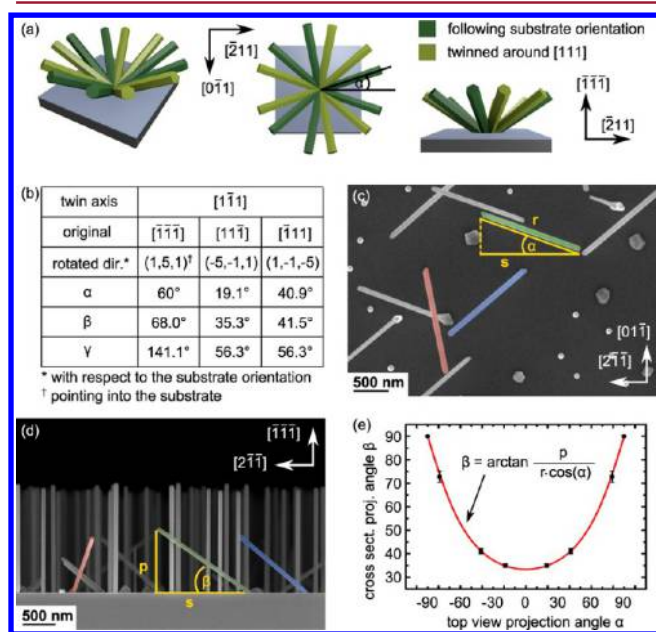 (a)
[2̄11]
[01̄1]
α
following substrate orientation
twinned around [111]
[1̄1̄1̄]
[2̄11]
(b)
twin axis [11̄1]
original [1̄1̄1̄] [111̄] [1̄11]
rotated dir.* (1,5,1)† (-5,-1,1) (1,-1,-5)
α 60° 19.1° 40.9°
β 68.0° 35.3° 41.5°
γ 141.1° 56.3° 56.3°
* with respect to the substrate orientation
† pointing into the substrate
(c)
r
α
s
[011̄]
[21̄1̄]
500 nm
(d)
[1̄1̄1̄]
[21̄1̄]
p
β
s
500 nm
(e)
β = arctan p
r·cos(α)
cross sect. proj. angle β
90
80
70
60
50
40
30
-90 -60 -30 0 30 60 90
top view projection angle α